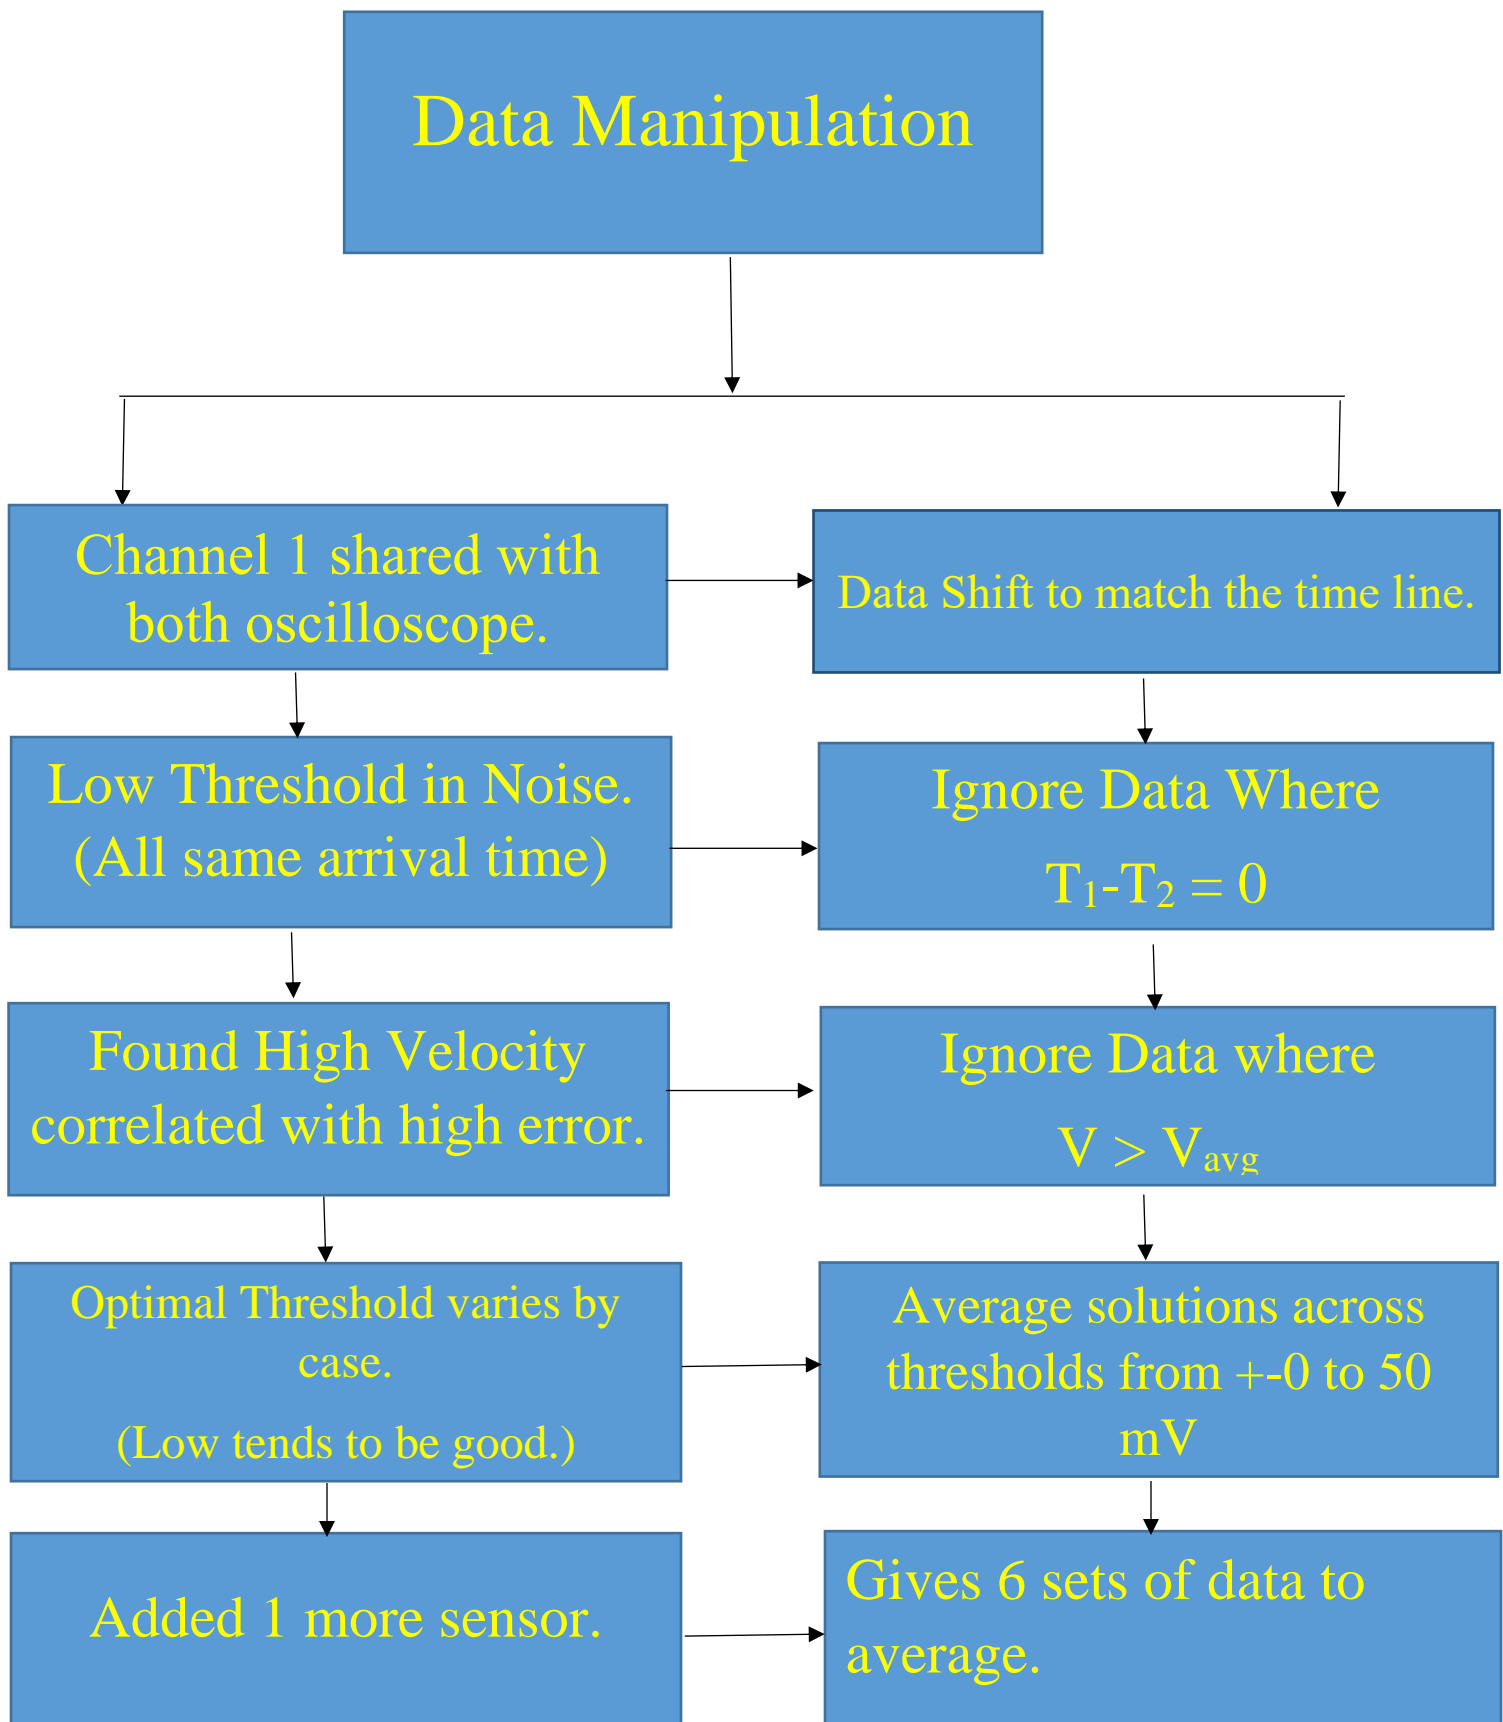 Data Manipulation
Channel 1 shared with
both oscilloscope.
Data Shift to match the time line.
Low Threshold in Noise.
(All same arrival time)
Ignore Data Where
T₁-T₂ = 0
Found High Velocity
correlated with high error.
Ignore Data where
V > Vavg
Optimal Threshold varies by
case.
(Low tends to be good.)
Average solutions across
thresholds from +-0 to 50
mV
Added 1 more sensor.
Gives 6 sets of data to
average.